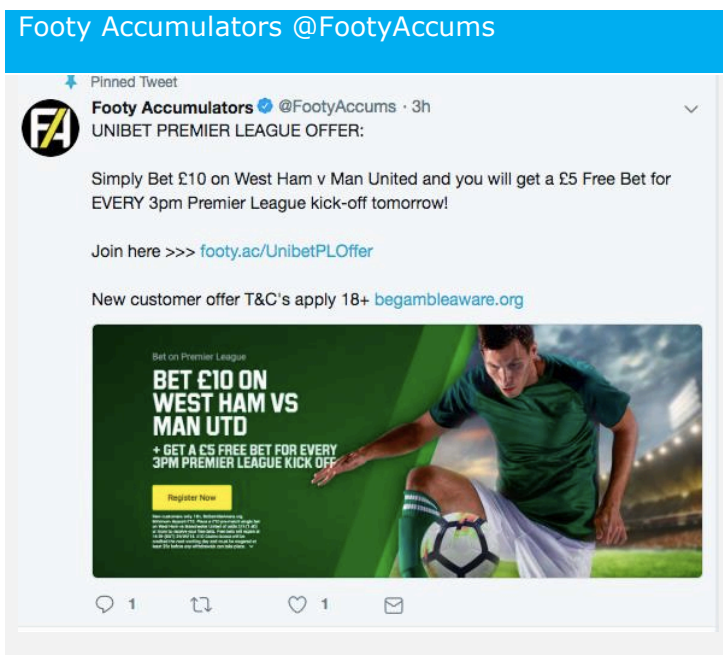 Footy Accumulators @FootyAccums
Pinned Tweet
Footy Accumulators @FootyAccums · 3h
UNIBET PREMIER LEAGUE OFFER:
Simply Bet £10 on West Ham v Man United and you will get a £5 Free Bet for
EVERY 3pm Premier League kick-off tomorrow!
Join here >>> footy.ac/UnibetPLOffer
New customer offer T&C's apply 18+ begambleaware.org
FA
Bet on Premier League
BET £10 ON
WEST HAM VS
MAN UTD
+ GET A £5 FREE BET FOR EVERY
3PM PREMIER LEAGUE KICK OFF
Register Now
1
1